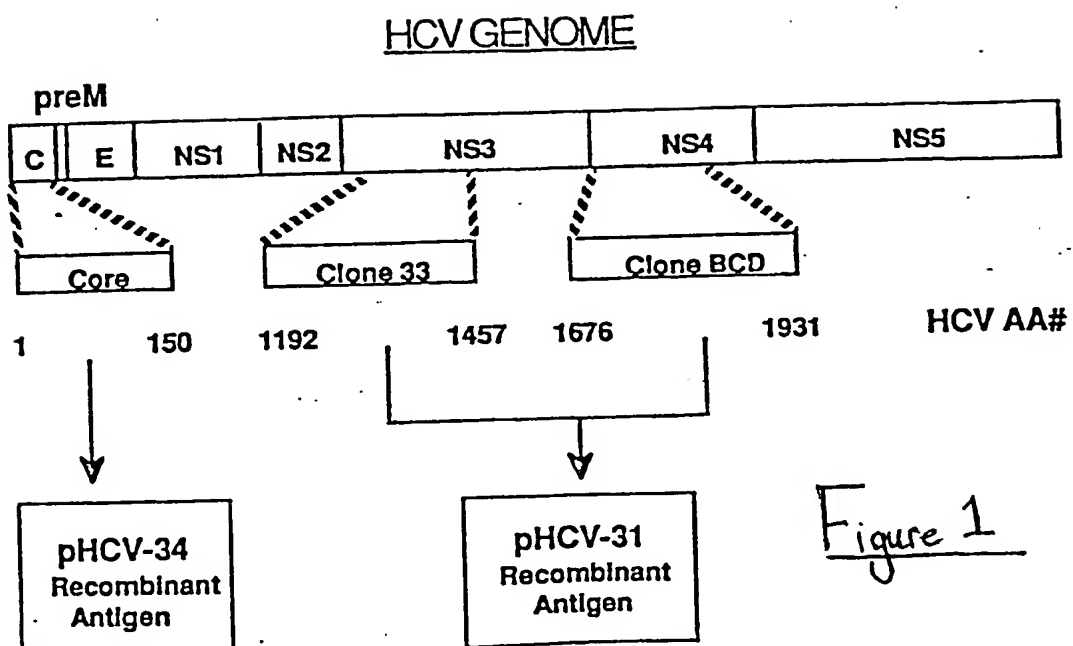 HCV GENOME
preM
C E NS1 NS2 NS3 NS4 NS5
Core Clone 33 Clone BCD
1 150 1192 1457 1676 1931 HCV AA#
pHCV-34
Recombinant
Antigen
pHCV-31
Recombinant
Antigen
Figure 1